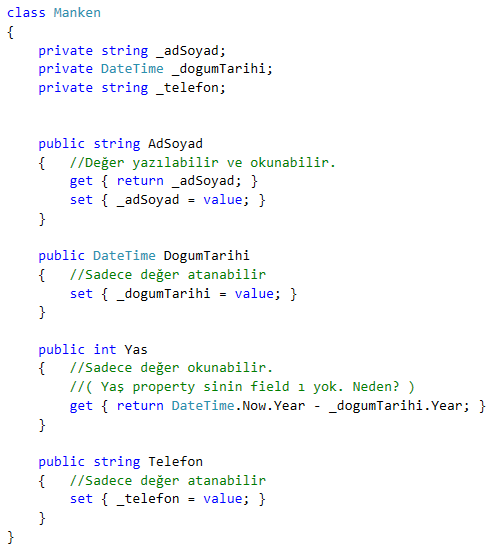 class Manken
{
    private string _adSoyad;
    private DateTime _dogumTarihi;
    private string _telefon;


    public string AdSoyad
    {   //Değer yazılabilir ve okunabilir.
        get { return _adSoyad; }
        set { _adSoyad = value; }
    }

    public DateTime DogumTarihi
    {   //Sadece değer atanabilir
        set { _dogumTarihi = value; }
    }

    public int Yas
    {   //Sadece değer okunabilir.
        //( Yaş property sinin field ı yok. Neden? )
        get { return DateTime.Now.Year - _dogumTarihi.Year; }
    }

    public string Telefon
    {   //Sadece değer atanabilir
        set { _telefon = value; }
    }
}